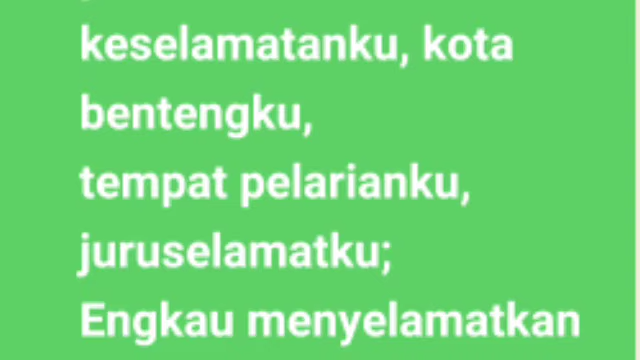 keselamatanku, kota
bentengku,
tempat pelarianku,
juruselamatku;
Engkau menyelamatkan